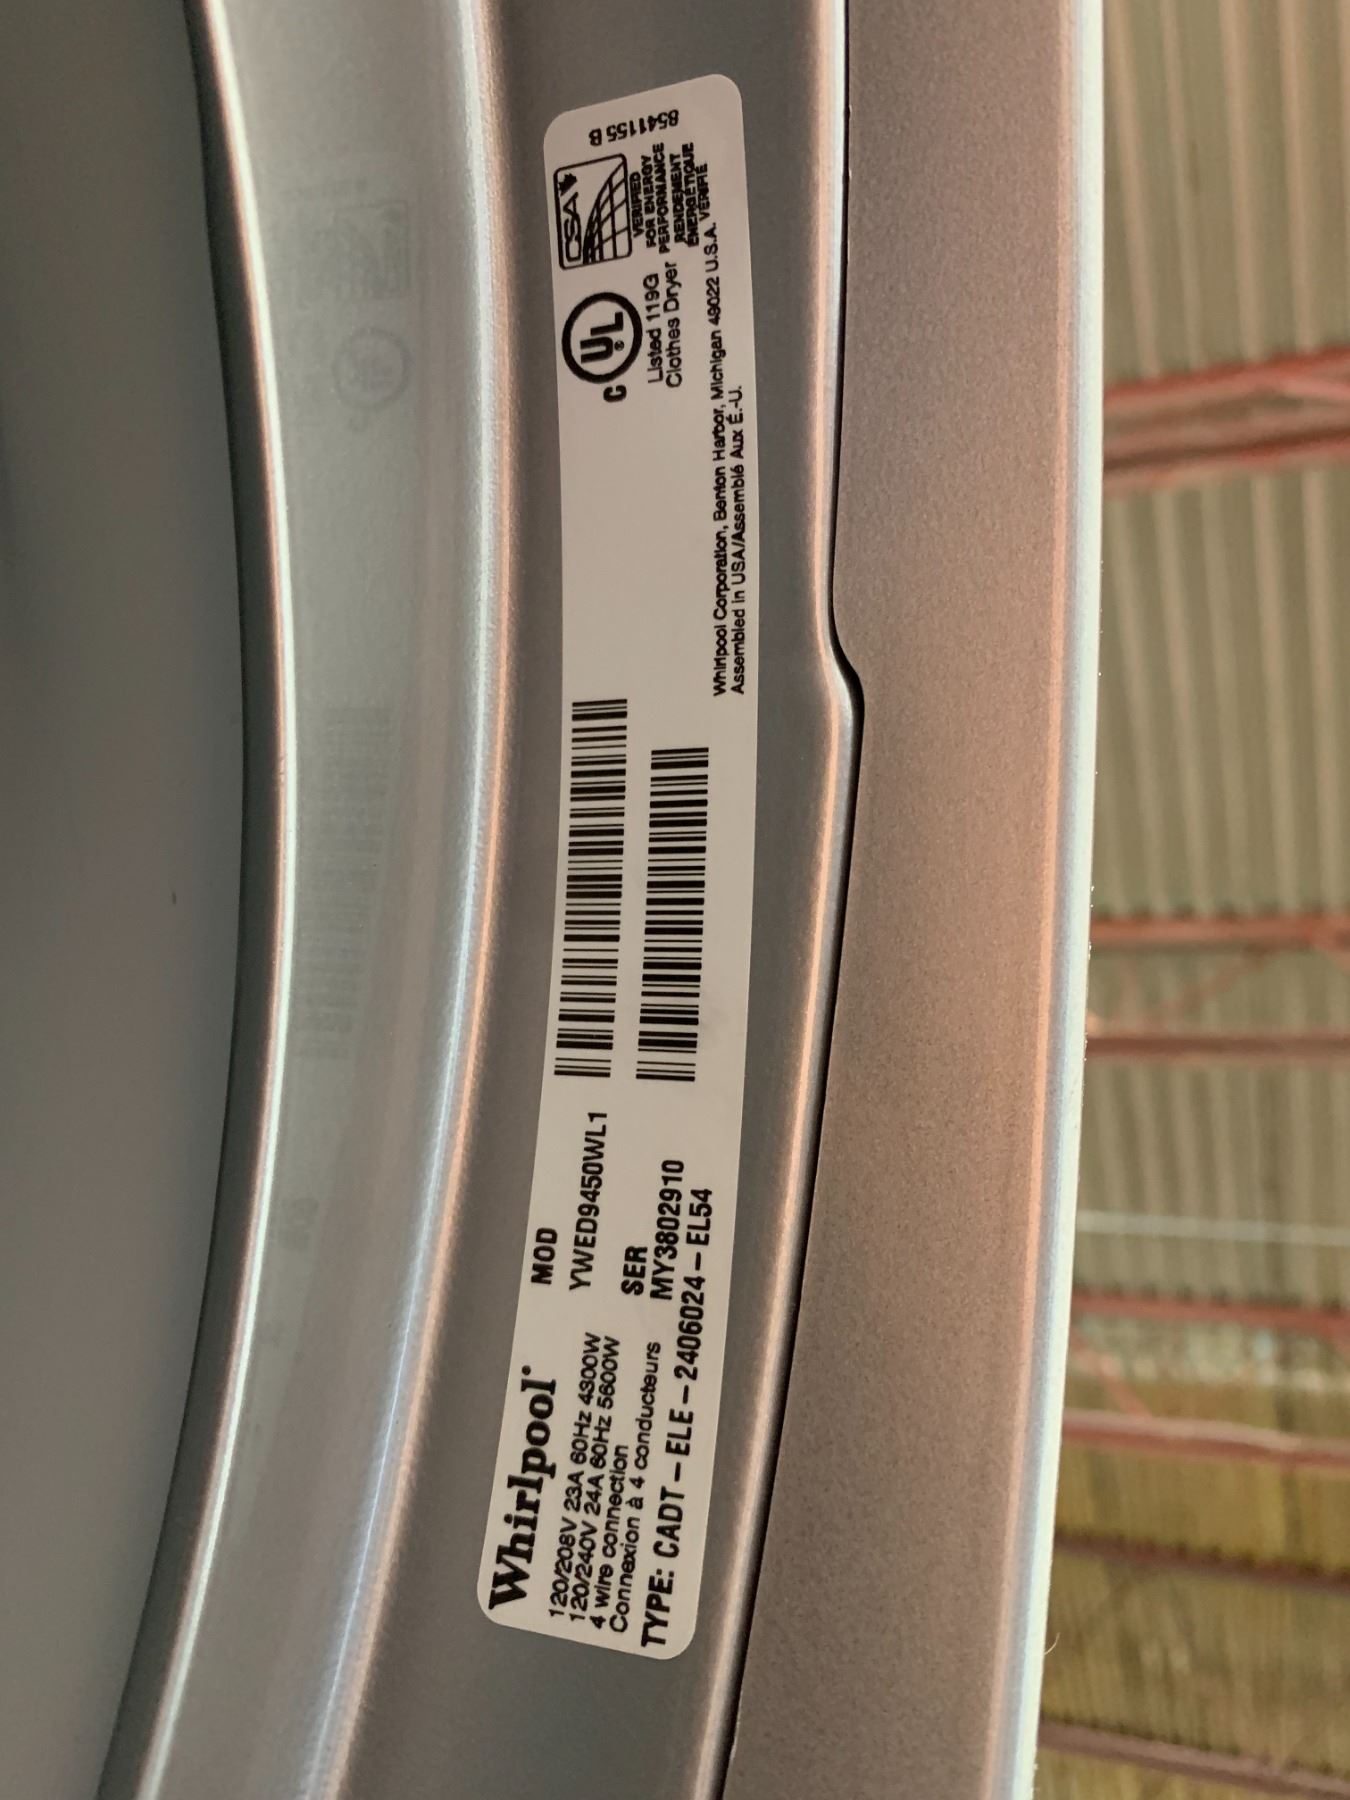 Whirlpool
120/208V 23A 60Hz 4300W
120/240V 24A 60Hz 5600W
4 wire connection
Connexion à 4 conducteurs
TYPE: CADT-ELE-2406024-EL54
MOD
YWED9450WL1
SER
MY3802910
Whirlpool Corporation, Benton Harbor, Michigan 49022 U.S.A.
Assembled in USA/Assemblé Aux É.-U.
C UL ®
Listed 119G
Clothes Dryer
CSA
VERIFIED
FOR ENERGY
PERFORMANCE
RENDEMENT
ÉNERGÉTIQUE
VÉRIFIÉ
8541155